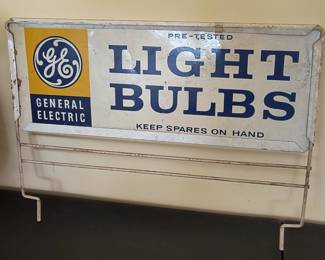 GE
GENERAL
ELECTRIC
PRE-TESTED
LIGHT
BULBS
KEEP SPARES ON HAND